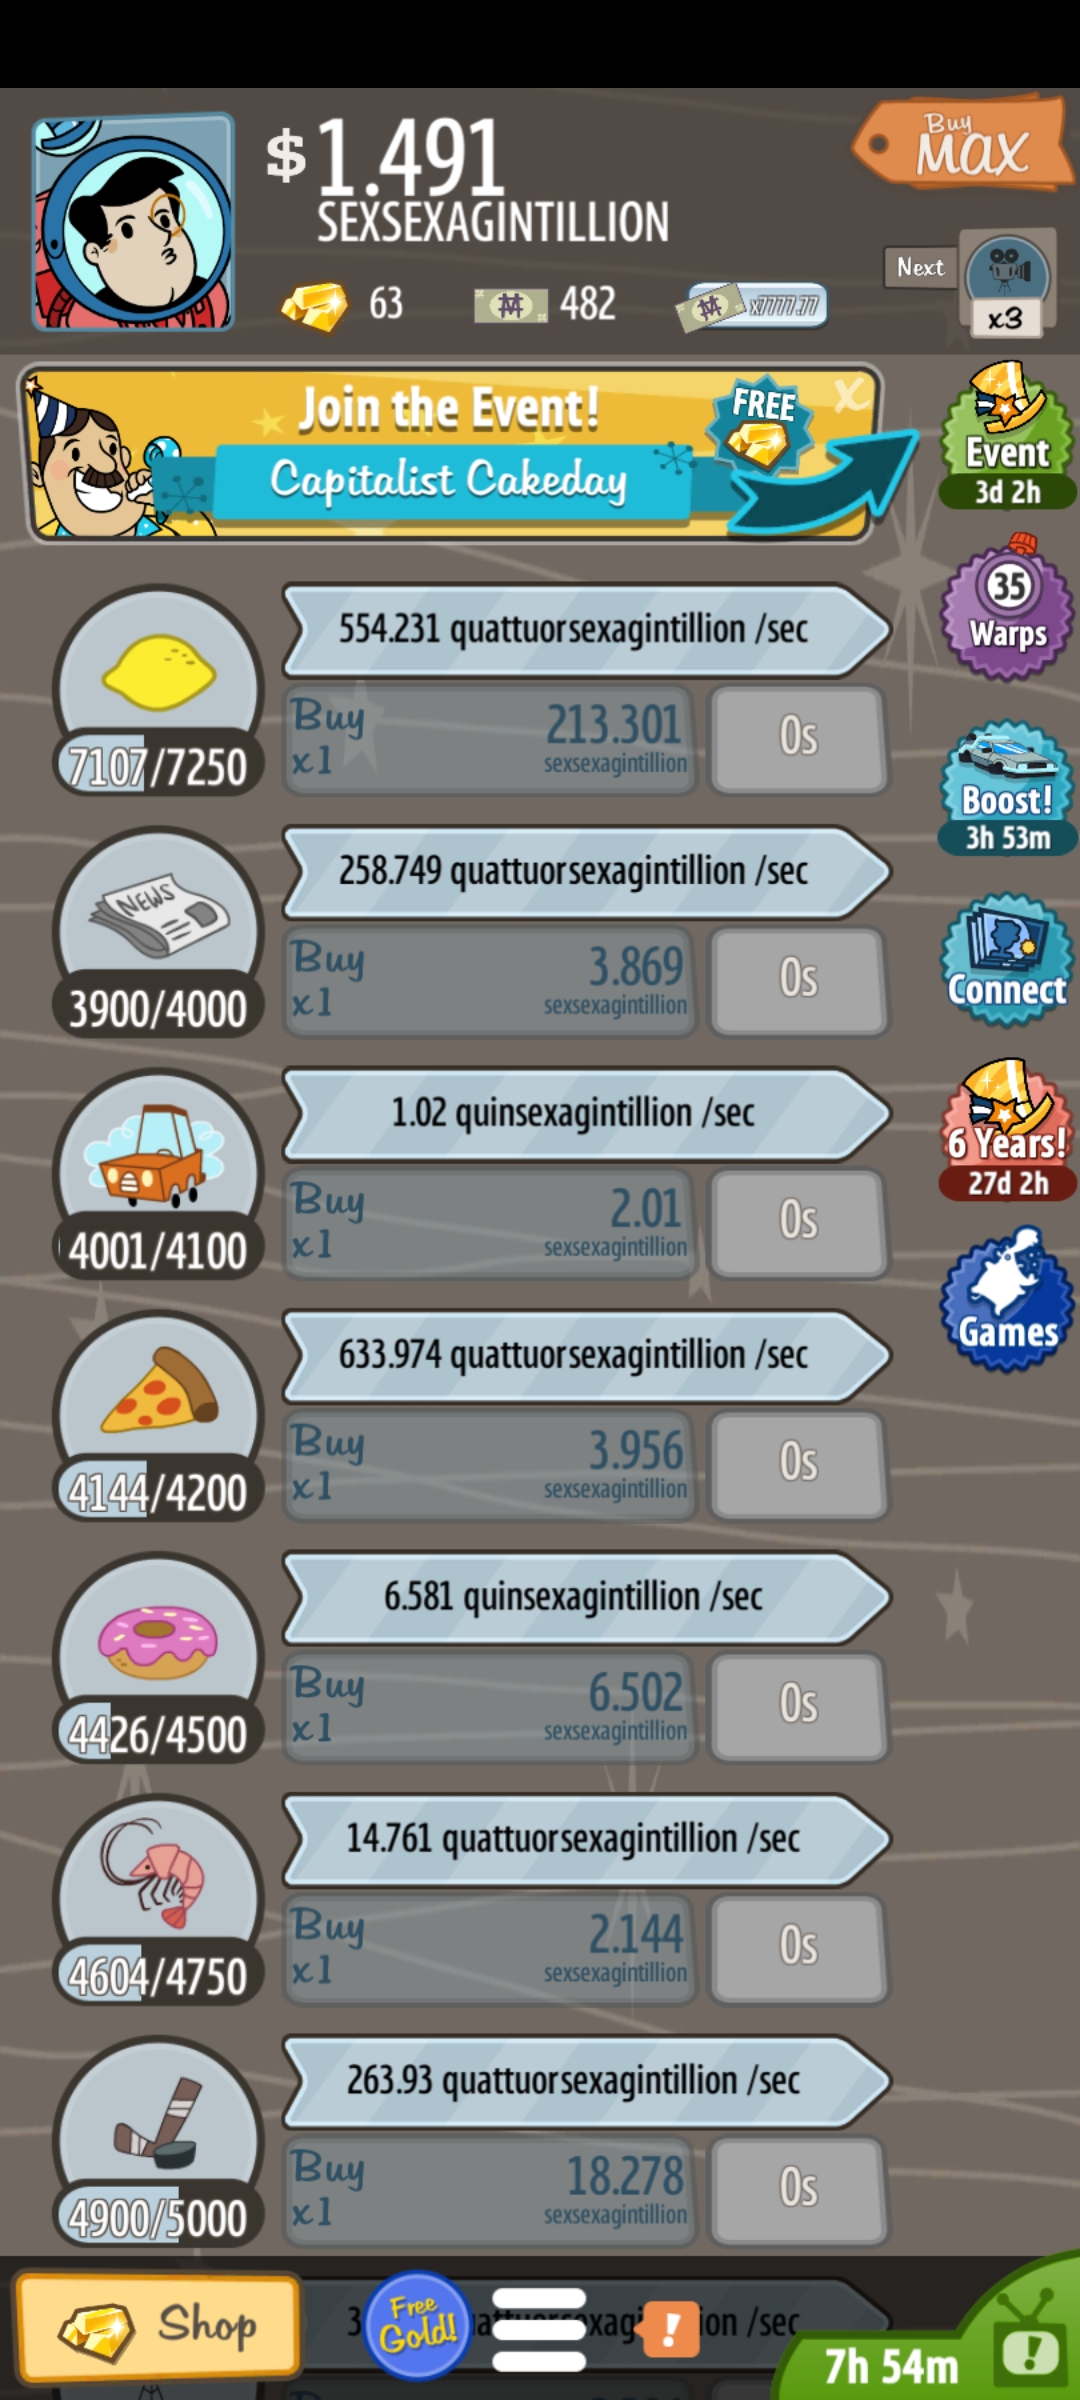 $1.491
SEXSEXAGINTILLION
Buy
MAX
63
482
x7777.77
Next
x3
Join the Event!
FREE
x
Capitalist Cakeday
Event
3d 2h
554.231 quattuorsexagintillion /sec
7107/7250
Buy
x1
213.301
sexsexagintillion
0s
35
Warps
258.749 quattuorsexagintillion /sec
NEWS
3900/4000
Buy
x1
3.869
sexsexagintillion
0s
Boost!
3h 53m
Connect
1.02 quinsexagintillion /sec
4001/4100
Buy
x1
2.01
sexsexagintillion
0s
6 Years!
27d 2h
Games
633.974 quattuorsexagintillion /sec
4144/4200
Buy
x1
3.956
sexsexagintillion
0s
6.581 quinsexagintillion /sec
4426/4500
Buy
x1
6.502
sexsexagintillion
0s
14.761 quattuorsexagintillion /sec
4604/4750
Buy
x1
2.144
sexsexagintillion
0s
263.93 quattuorsexagintillion /sec
4900/5000
Buy
x1
18.278
sexsexagintillion
0s
Shop
Free
Gold!
!
/sec
7h 54m
!